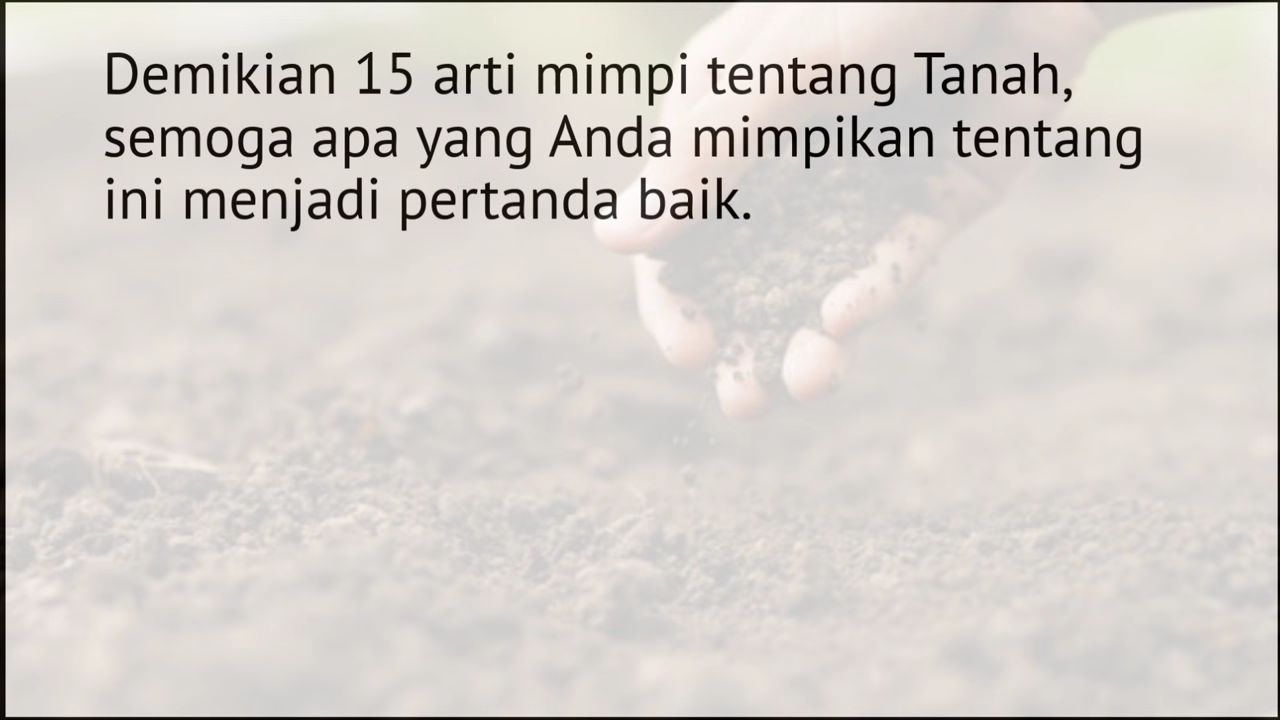 Demikian 15 arti mimpi tentang Tanah,
semoga apa yang Anda mimpikan tentang
ini menjadi pertanda baik.